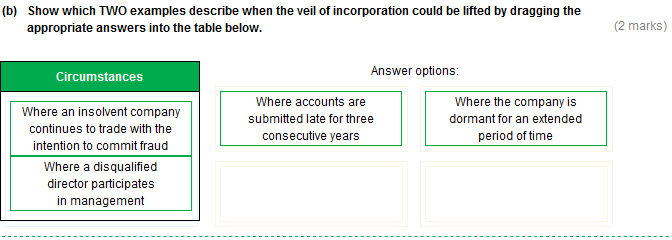 (b) Show which TWO examples describe when the veil of incorporation could be lifted by dragging the
appropriate answers into the table below.
(2 marks)
Circumstances
Where an insolvent company
continues to trade with the
intention to commit fraud
Where a disqualified
director participates
in management
Answer options:
Where accounts are
submitted late for three
consecutive years
Where the company is
dormant for an extended
period of time